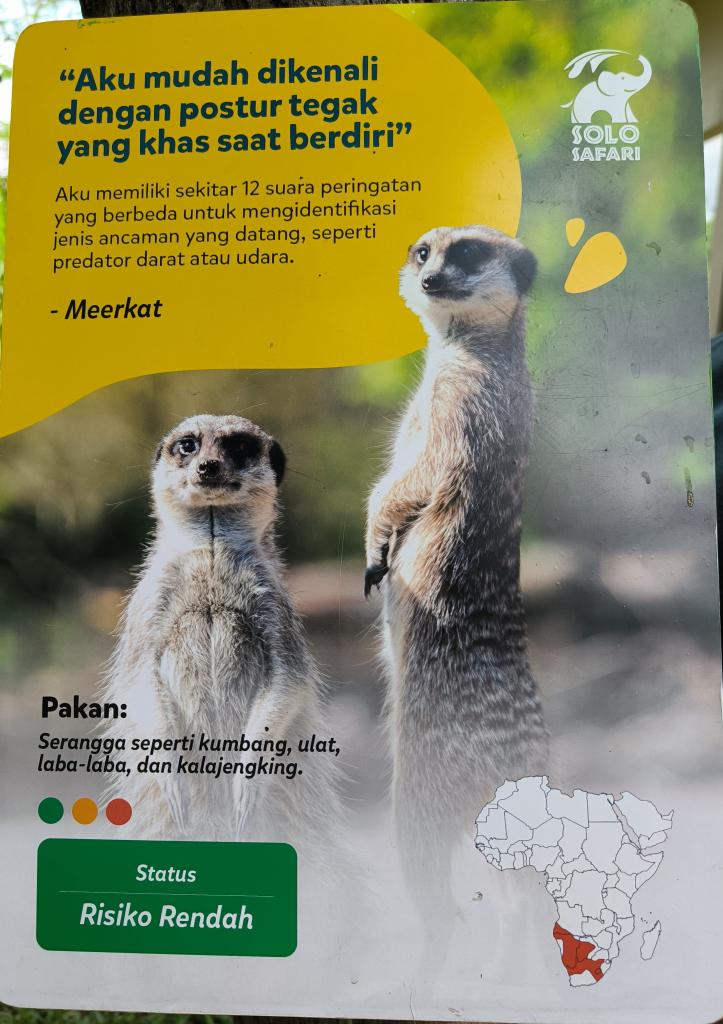 “Aku mudah dikenali
dengan postur tegak
yang khas saat berdiri”
Aku memiliki sekitar 12 suara peringatan
yang berbeda untuk mengidentifikasi
jenis ancaman yang datang, seperti
predator darat atau udara.
- Meerkat
SOLO
SAFARI
Pakan:
Serangga seperti kumbang, ulat,
laba-laba, dan kalajengking.
Status
Risiko Rendah